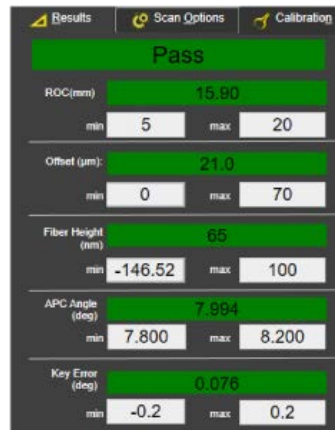 Results Scan Options Calibration
Pass
ROC(mm) 15.90
min 5 max 20
Offset (µm): 21.0
min 0 max 70
Fiber Height
(nm) 65
min -146.52 max 100
APC Angle
(deg) 7.994
min 7.800 max 8.200
Key Error
(deg) 0.076
min -0.2 max 0.2